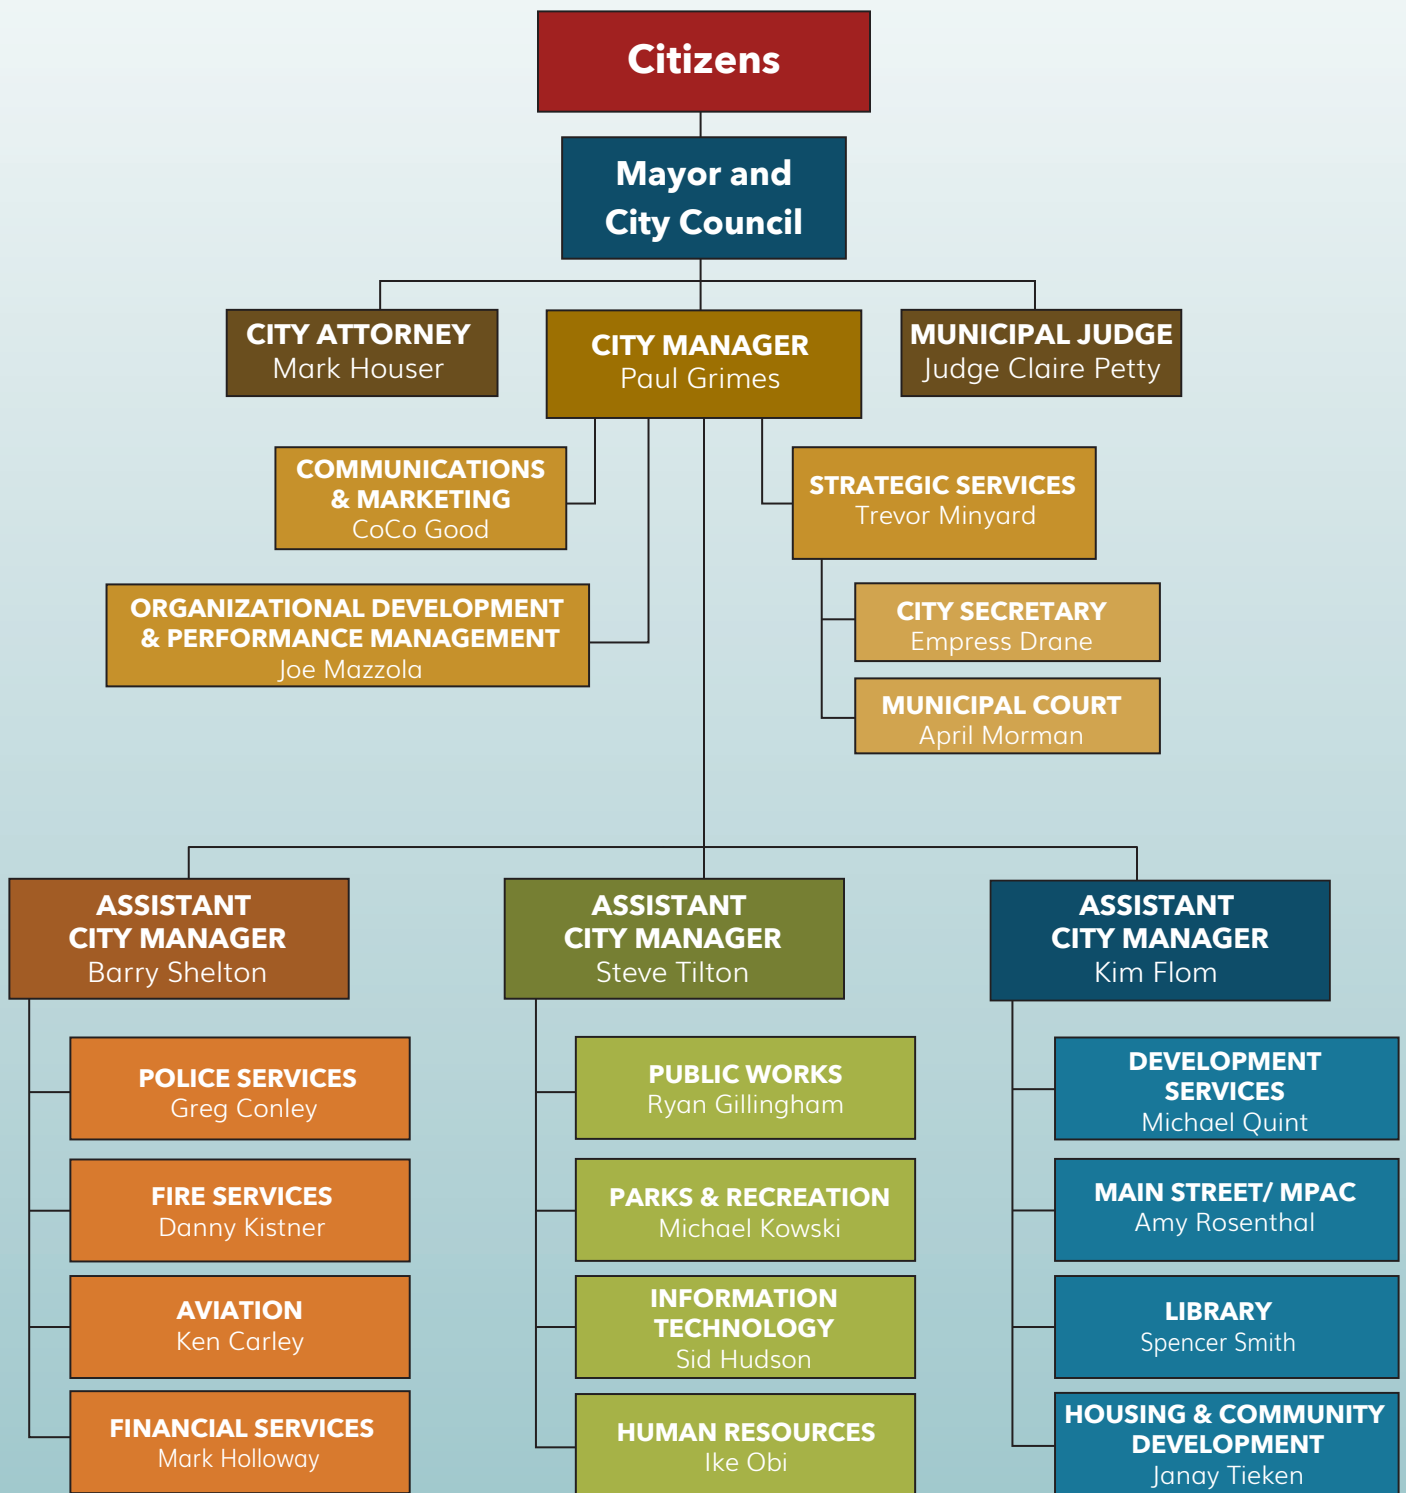 Citizens
Mayor and
City Council
CITY ATTORNEY
Mark Houser
CITY MANAGER
Paul Grimes
MUNICIPAL JUDGE
Judge Claire Petty
COMMUNICATIONS
& MARKETING
CoCo Good
STRATEGIC SERVICES
Trevor Minyard
ORGANIZATIONAL DEVELOPMENT
& PERFORMANCE MANAGEMENT
Joe Mazzola
CITY SECRETARY
Empress Drane
MUNICIPAL COURT
April Morman
ASSISTANT
CITY MANAGER
Barry Shelton
POLICE SERVICES
Greg Conley
FIRE SERVICES
Danny Kistner
AVIATION
Ken Carley
FINANCIAL SERVICES
Mark Holloway
ASSISTANT
CITY MANAGER
Steve Tilton
PUBLIC WORKS
Ryan Gillingham
PARKS & RECREATION
Michael Kowski
INFORMATION
TECHNOLOGY
Sid Hudson
HUMAN RESOURCES
Ike Obi
ASSISTANT
CITY MANAGER
Kim Flom
DEVELOPMENT
SERVICES
Michael Quint
MAIN STREET/ MPAC
Amy Rosenthal
LIBRARY
Spencer Smith
HOUSING & COMMUNITY
DEVELOPMENT
Janay Tieken